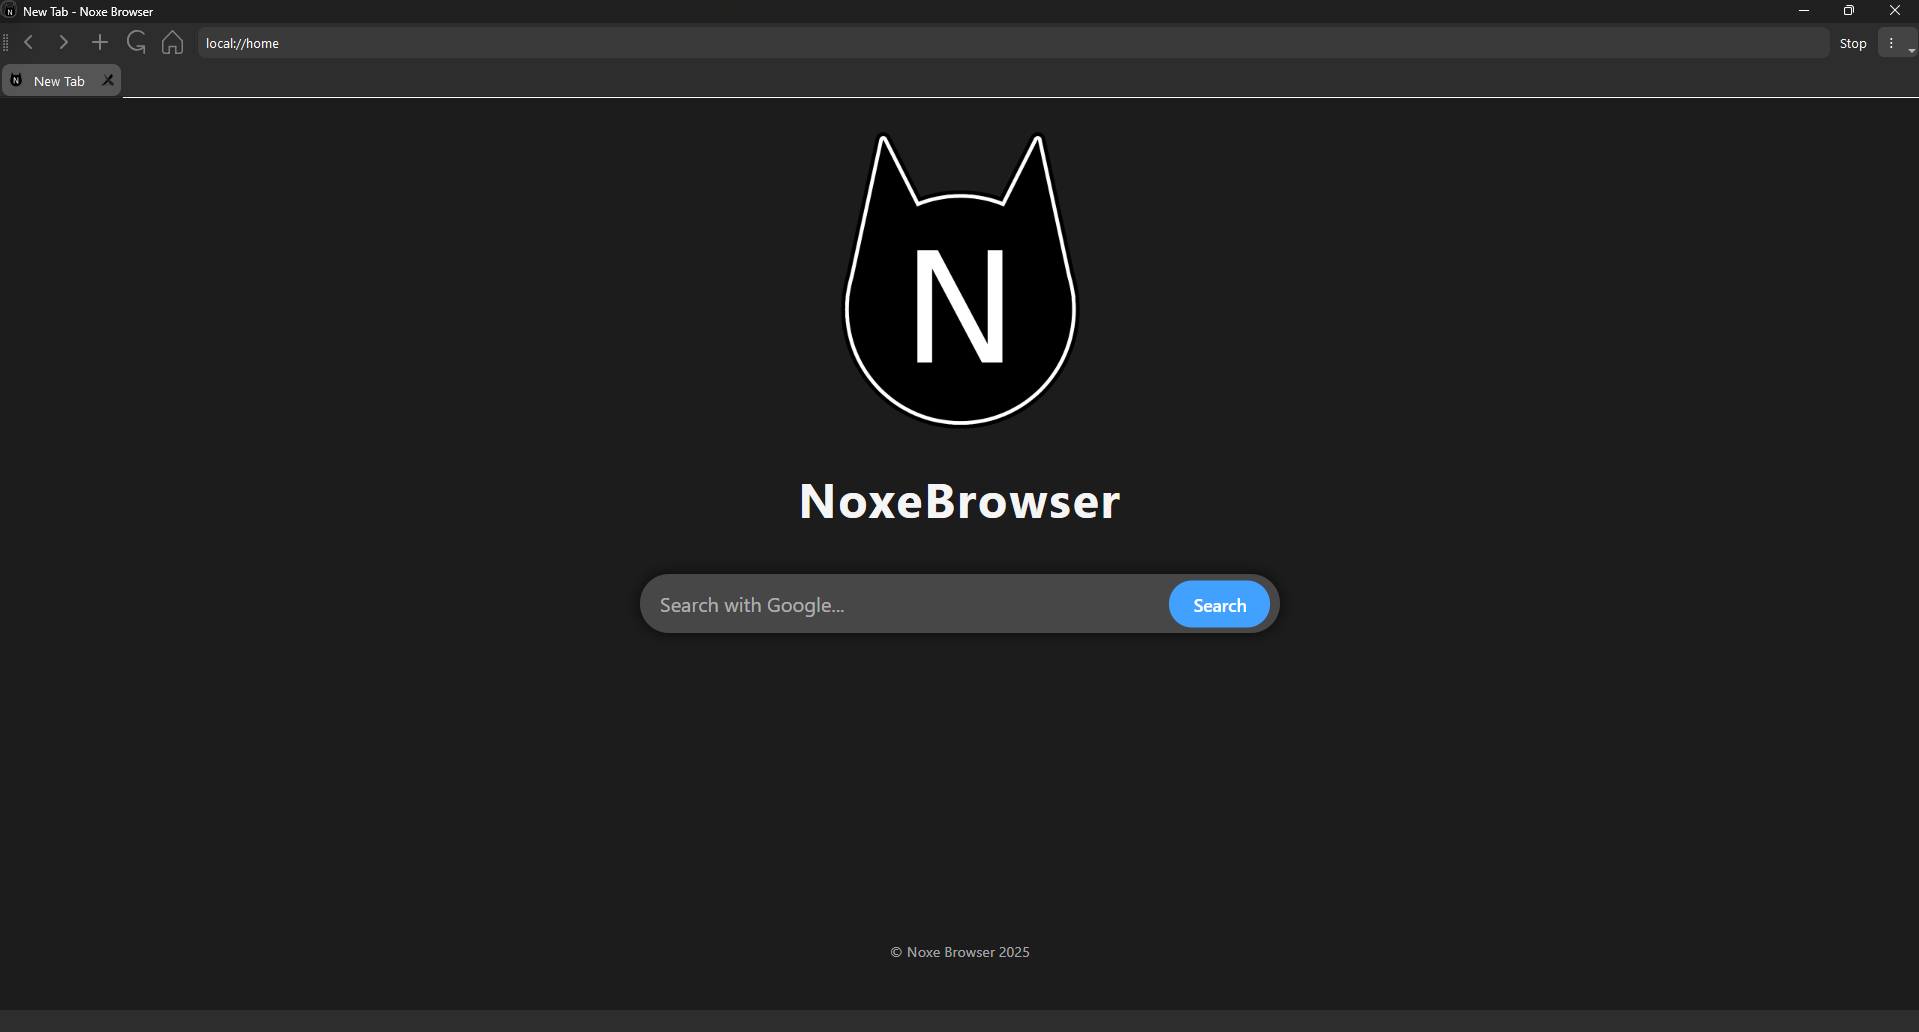 New Tab - Noxe Browser
local://home
Stop
New Tab
N
NoxeBrowser
Search with Google...
Search
© Noxe Browser 2025